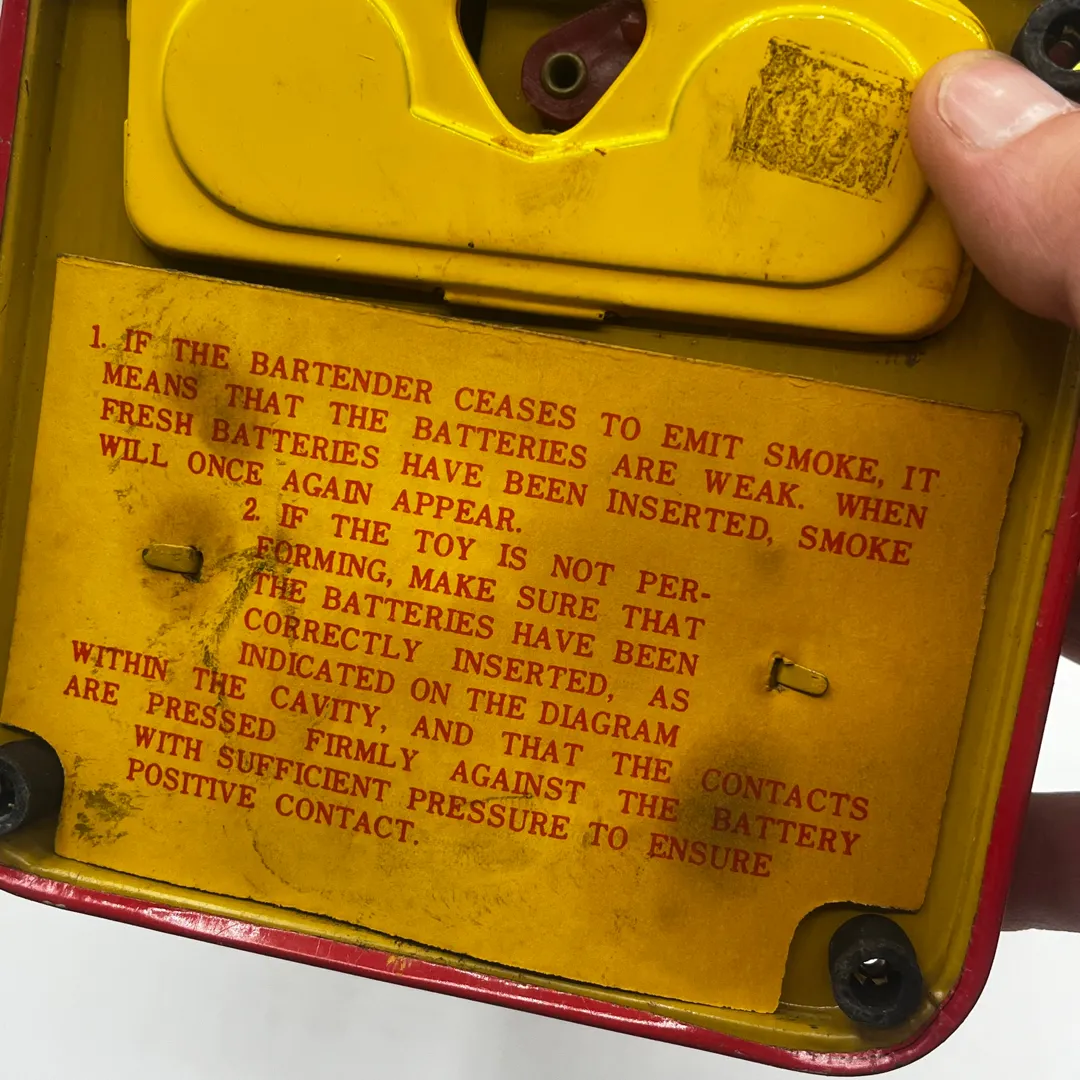 1. IF THE BARTENDER CEASES TO EMIT SMOKE, IT
MEANS THAT THE BATTERIES ARE WEAK. WHEN
FRESH BATTERIES HAVE BEEN INSERTED, SMOKE
WILL ONCE AGAIN APPEAR.
2. IF THE TOY IS NOT PER-
FORMING, MAKE SURE THAT
THE BATTERIES HAVE BEEN
CORRECTLY INSERTED, AS
INDICATED ON THE DIAGRAM
WITHIN THE CAVITY, AND THAT THE CONTACTS
ARE PRESSED FIRMLY AGAINST THE BATTERY
WITH SUFFICIENT PRESSURE TO ENSURE
POSITIVE CONTACT.